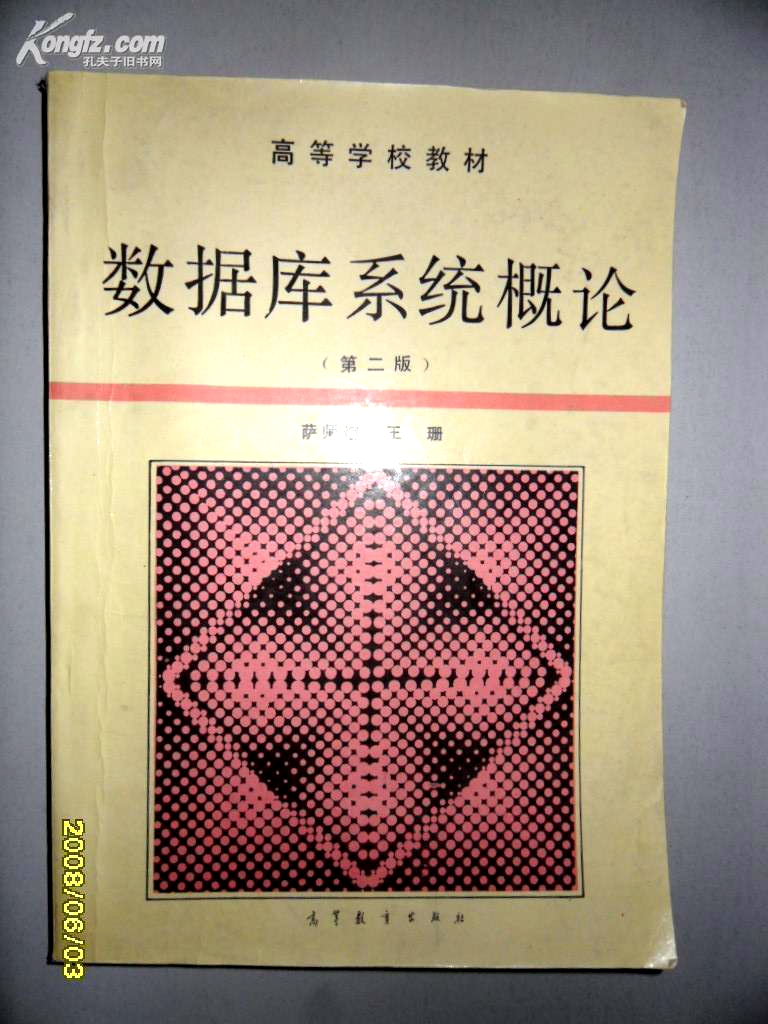 Kongfz.com
孔夫子旧书网
高等学校教材
数据库系统概论
（第二版）
萨师 王 珊
高等教育出版社
2008/06/03